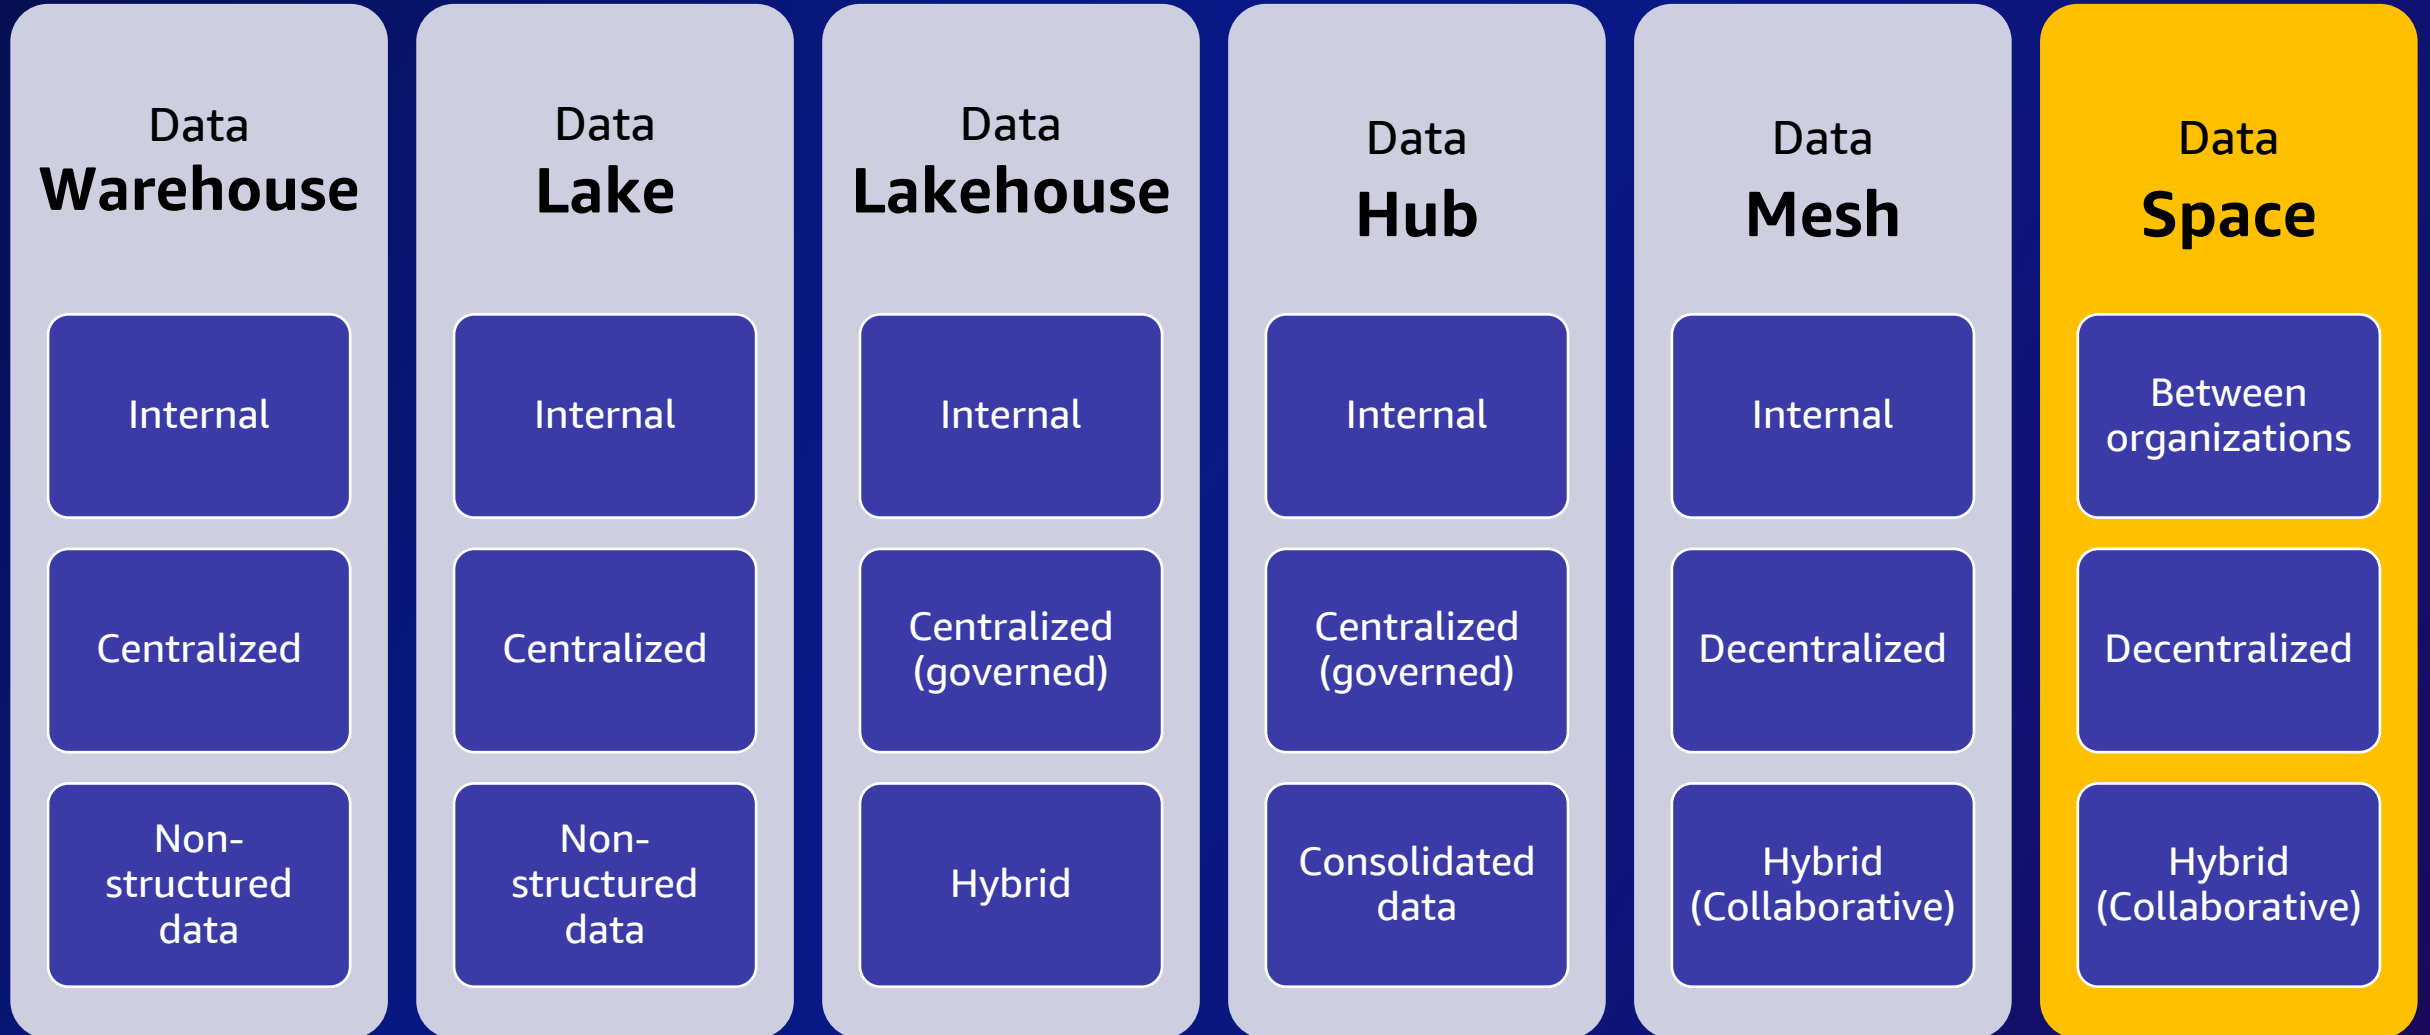 Data
Warehouse
Internal
Centralized
Non-
structured
data
Data
Lake
Internal
Centralized
Non-
structured
data
Data
Lakehouse
Internal
Centralized
(governed)
Hybrid
Data
Hub
Internal
Centralized
(governed)
Consolidated
data
Data
Mesh
Internal
Decentralized
Hybrid
(Collaborative)
Data
Space
Between
organizations
Decentralized
Hybrid
(Collaborative)